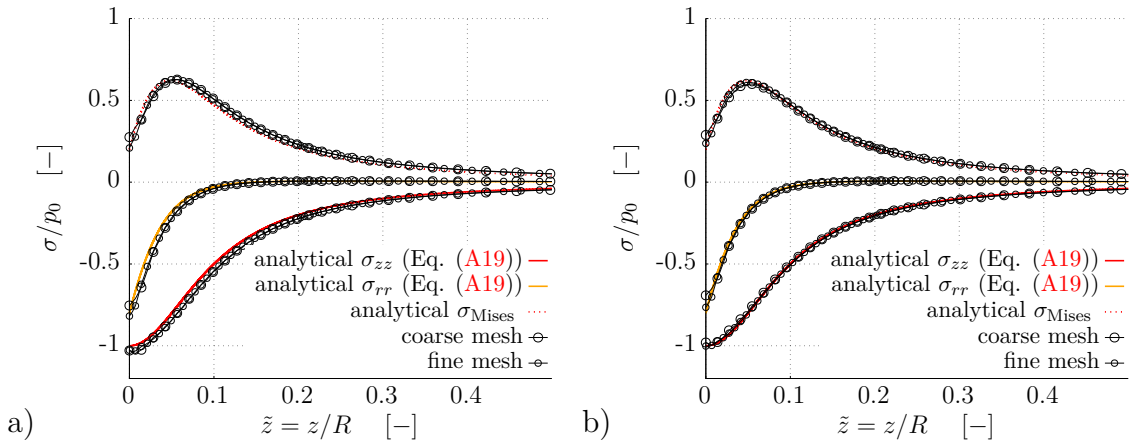 1
0.5
0
-0.5
-1
σ/p₀ [−]
analytical σzz (Eq. (A19))
analytical σrr (Eq. (A19))
analytical σMises
coarse mesh
fine mesh
0 0.1 0.2 0.3 0.4
z̃ = z/R [−]
a)
1
0.5
0
-0.5
-1
σ/p₀ [−]
analytical σzz (Eq. (A19))
analytical σrr (Eq. (A19))
analytical σMises
coarse mesh
fine mesh
0 0.1 0.2 0.3 0.4
z̃ = z/R [−]
b)